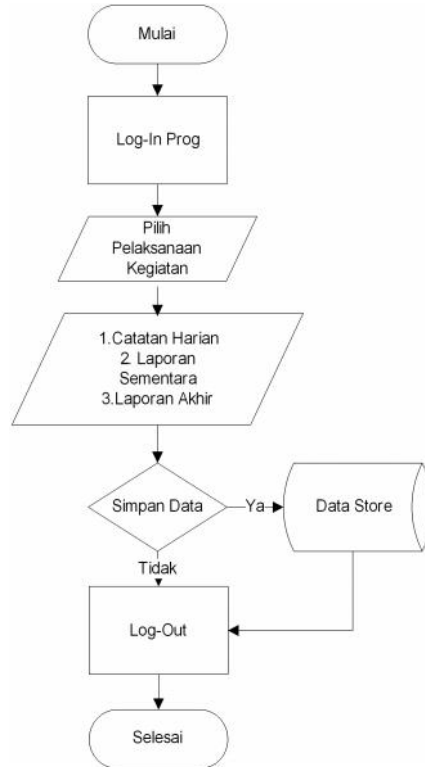 Mulai
Log-In Prog
Pilih
Pelaksanaan
Kegiatan
1.Catatan Harian
2. Laporan
Sementara
3.Laporan Akhir
Simpan Data
Ya
Data Store
Tidak
Log-Out
Selesai